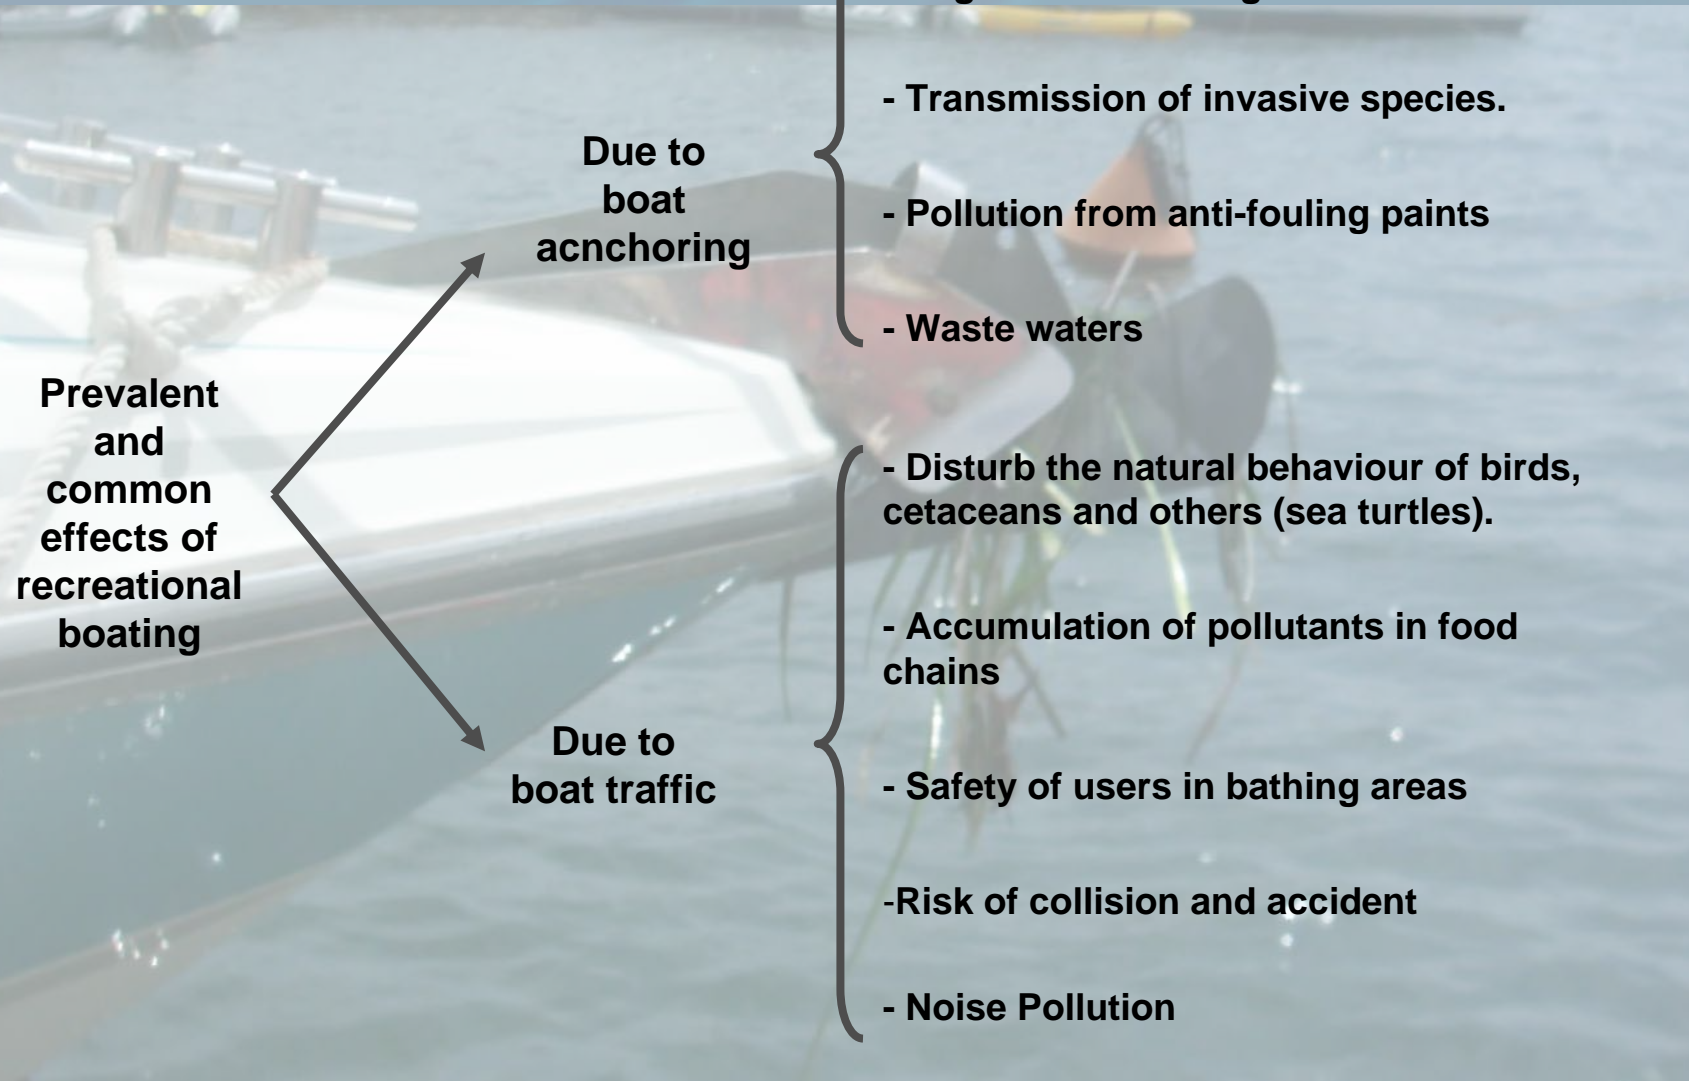 - Transmission of invasive species.
Due to
boat
acnchoring
- Pollution from anti-fouling paints
- Waste waters
Prevalent
and
common
effects of
recreational
boating
- Disturb the natural behaviour of birds,
cetaceans and others (sea turtles).
- Accumulation of pollutants in food
chains
Due to
boat traffic
- Safety of users in bathing areas
-Risk of collision and accident
- Noise Pollution